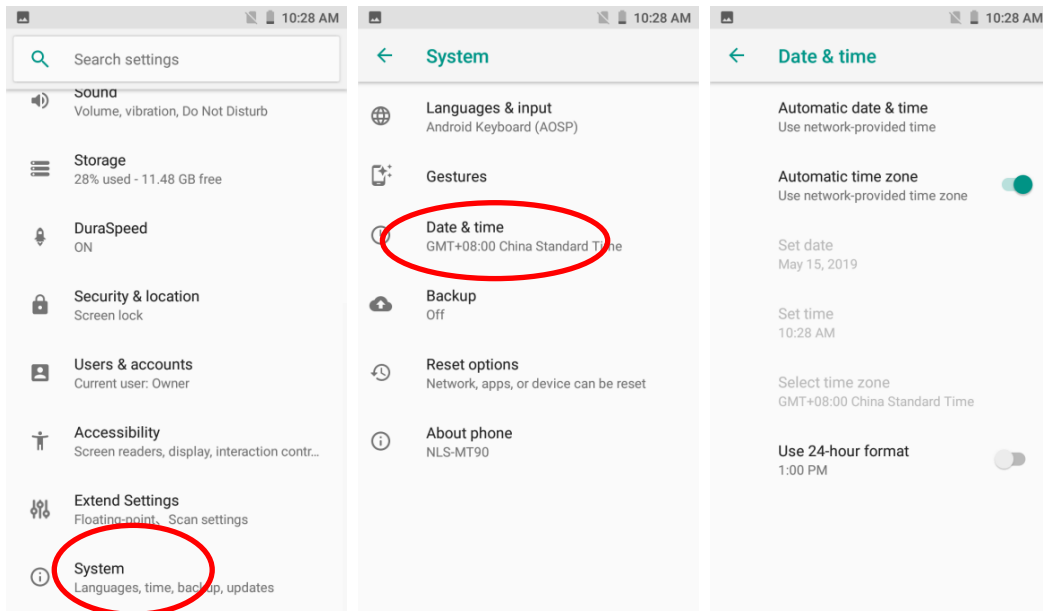 10:28 AM
Search settings
Sound
Volume, vibration, Do Not Disturb
Storage
28% used - 11.48 GB free
DuraSpeed
ON
Security & location
Screen lock
Users & accounts
Current user: Owner
Accessibility
Screen readers, display, interaction contr...
Extend Settings
Floating-point、Scan settings
System
Languages, time, backup, updates
10:28 AM
System
Languages & input
Android Keyboard (AOSP)
Gestures
Date & time
GMT+08:00 China Standard Time
Backup
Off
Reset options
Network, apps, or device can be reset
About phone
NLS-MT90
10:28 AM
Date & time
Automatic date & time
Use network-provided time
Automatic time zone
Use network-provided time zone
Set date
May 15, 2019
Set time
10:28 AM
Select time zone
GMT+08:00 China Standard Time
Use 24-hour format
1:00 PM